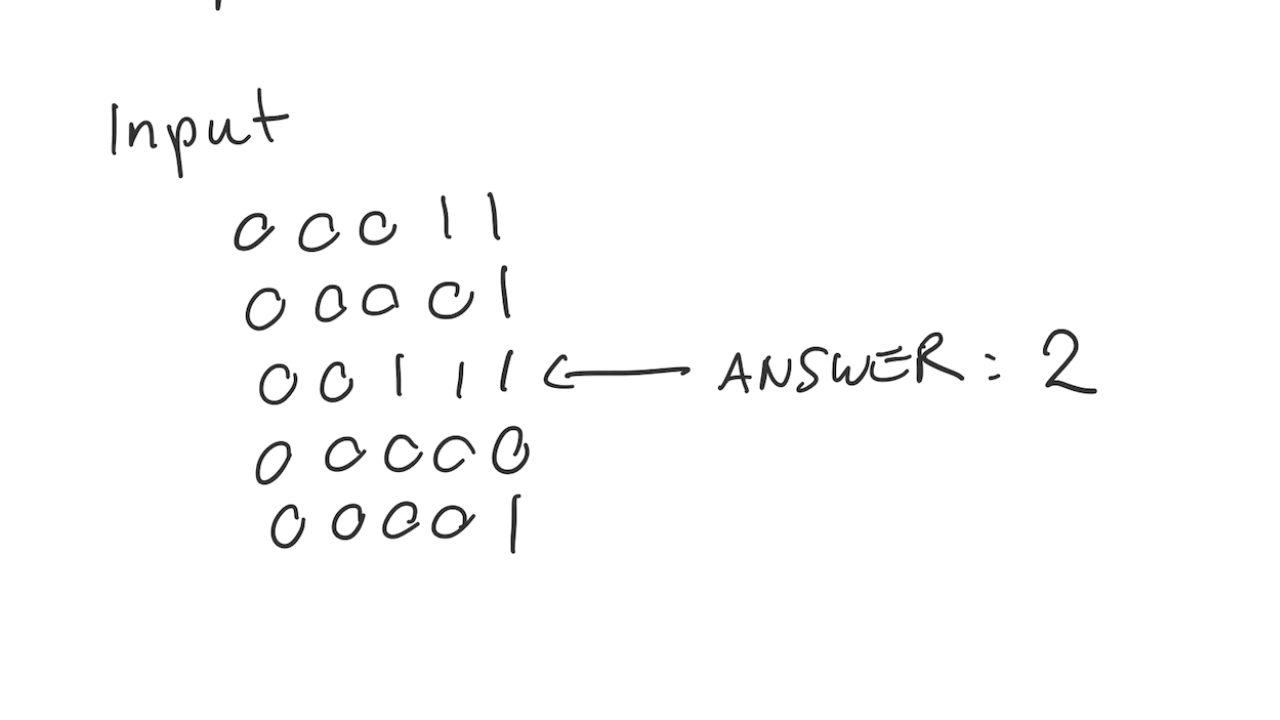 Input
0 0 0 1 1
0 0 0 0 1
0 0 1 1 1 ← ANSWER: 2
0 0 0 0 0
0 0 0 0 1